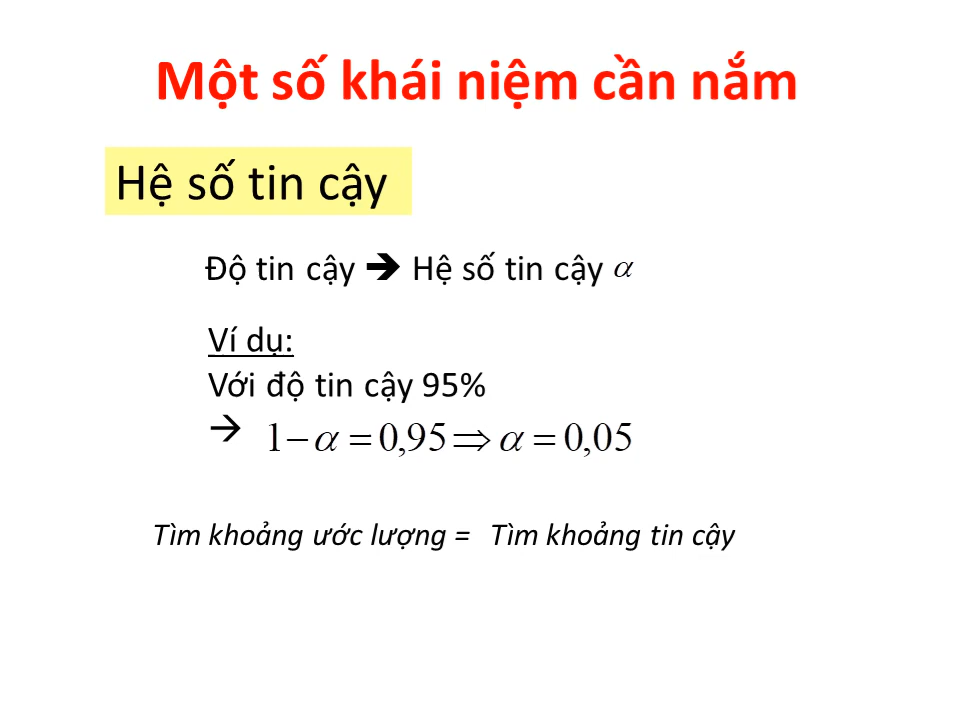 Một số khái niệm cần nắm
Hệ số tin cậy
Độ tin cậy 🡺 Hệ số tin cậy α
Ví dụ:
Với độ tin cậy 95%
→ 1−α = 0,95 ⇒ α = 0,05
Tìm khoảng ước lượng = Tìm khoảng tin cậy